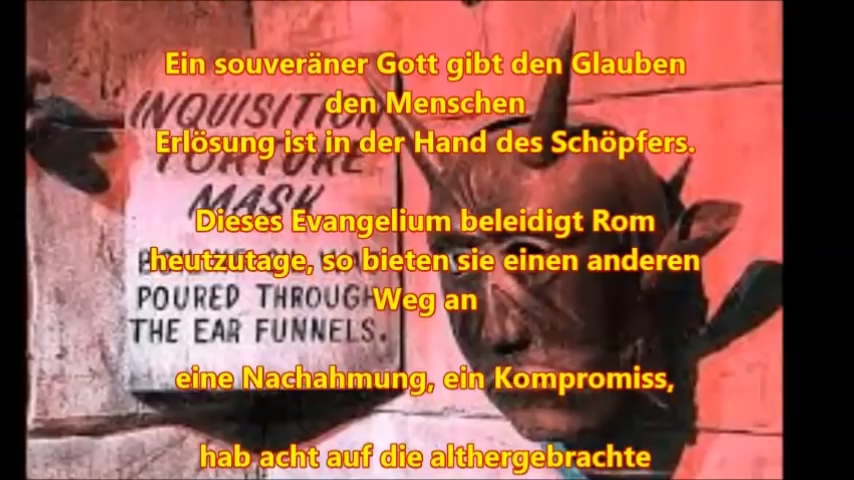 Ein souveräner Gott gibt den Glauben
den Menschen
Erlösung ist in der Hand des Schöpfers.
Dieses Evangelium beleidigt Rom
heutzutage, so bieten sie einen anderen
Weg an
eine Nachahmung, ein Kompromiss,
hab acht auf die althergebrachte
INQUISITION
TORTURE
MASK
POURED THROUGH
THE EAR FUNNELS.